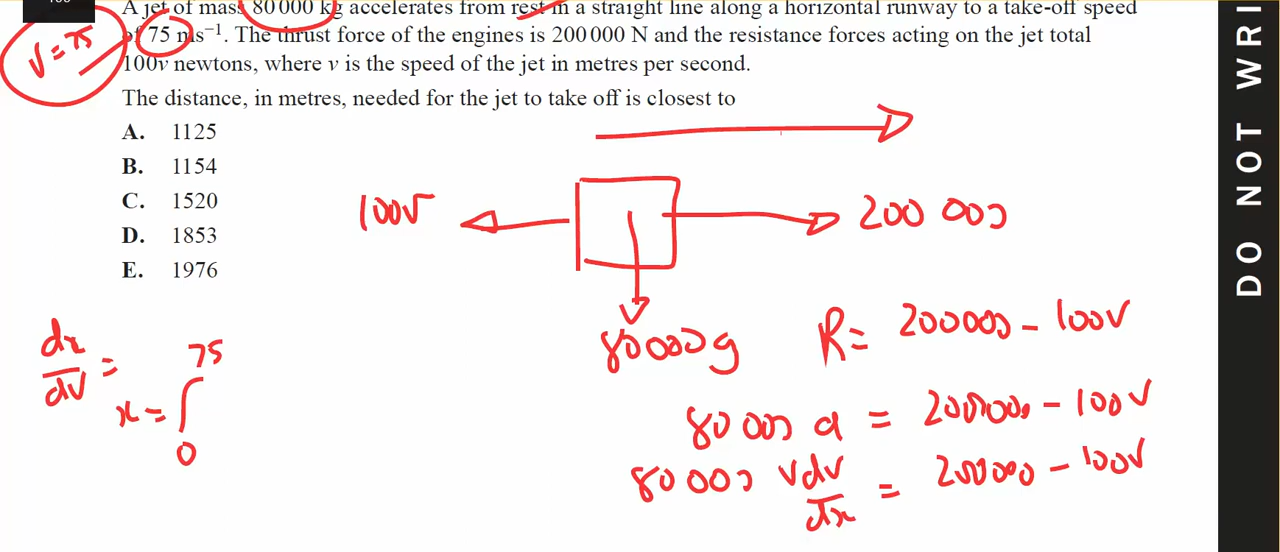 A jet of mass 80 000 kg accelerates from rest in a straight line along a horizontal runway to a take-off speed
of 75 ms⁻¹. The thrust force of the engines is 200 000 N and the resistance forces acting on the jet total
100v newtons, where v is the speed of the jet in metres per second.
The distance, in metres, needed for the jet to take off is closest to
A. 1125
B. 1154
C. 1520
D. 1853
E. 1976
v = 75
100v
200 000
80000g
R = 200000 - 100v
80 000 a = 200000 - 100v
80 000 v dv/dx = 200000 - 100v
dx/dv =
x = ∫ 75 0
DO NOT WRI